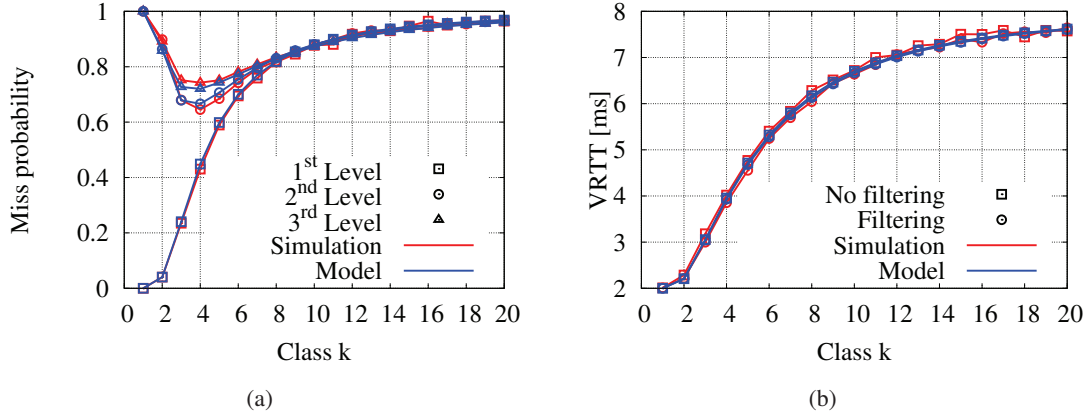 Miss probability
1
0.8
0.6
0.4
0.2
0
1st Level
2nd Level
3rd Level
Simulation
Model
0 2 4 6 8 10 12 14 16 18 20
Class k
(a)
VRTT [ms]
8
7
6
5
4
3
2
No filtering
Filtering
Simulation
Model
0 2 4 6 8 10 12 14 16 18 20
Class k
(b)